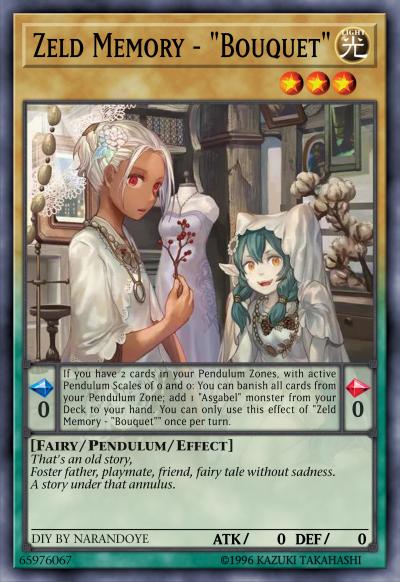 Zeld Memory - "Bouquet"
LIGHT
光
If you have 2 cards in your Pendulum Zones, with active
Pendulum Scales of 0 and 0: You can banish all cards from
your Pendulum Zone; add 1 "Asgabel" monster from your
Deck to your hand. You can only use this effect of "Zeld
Memory - "Bouquet"" once per turn.
0
0
[Fairy/Pendulum/Effect]
That's an old story,
Foster father, playmate, friend, fairy tale without sadness.
A story under that annulus.
DIY BY NARANDOYE
ATK/ 0 DEF/ 0
65976067
©1996 KAZUKI TAKAHASHI